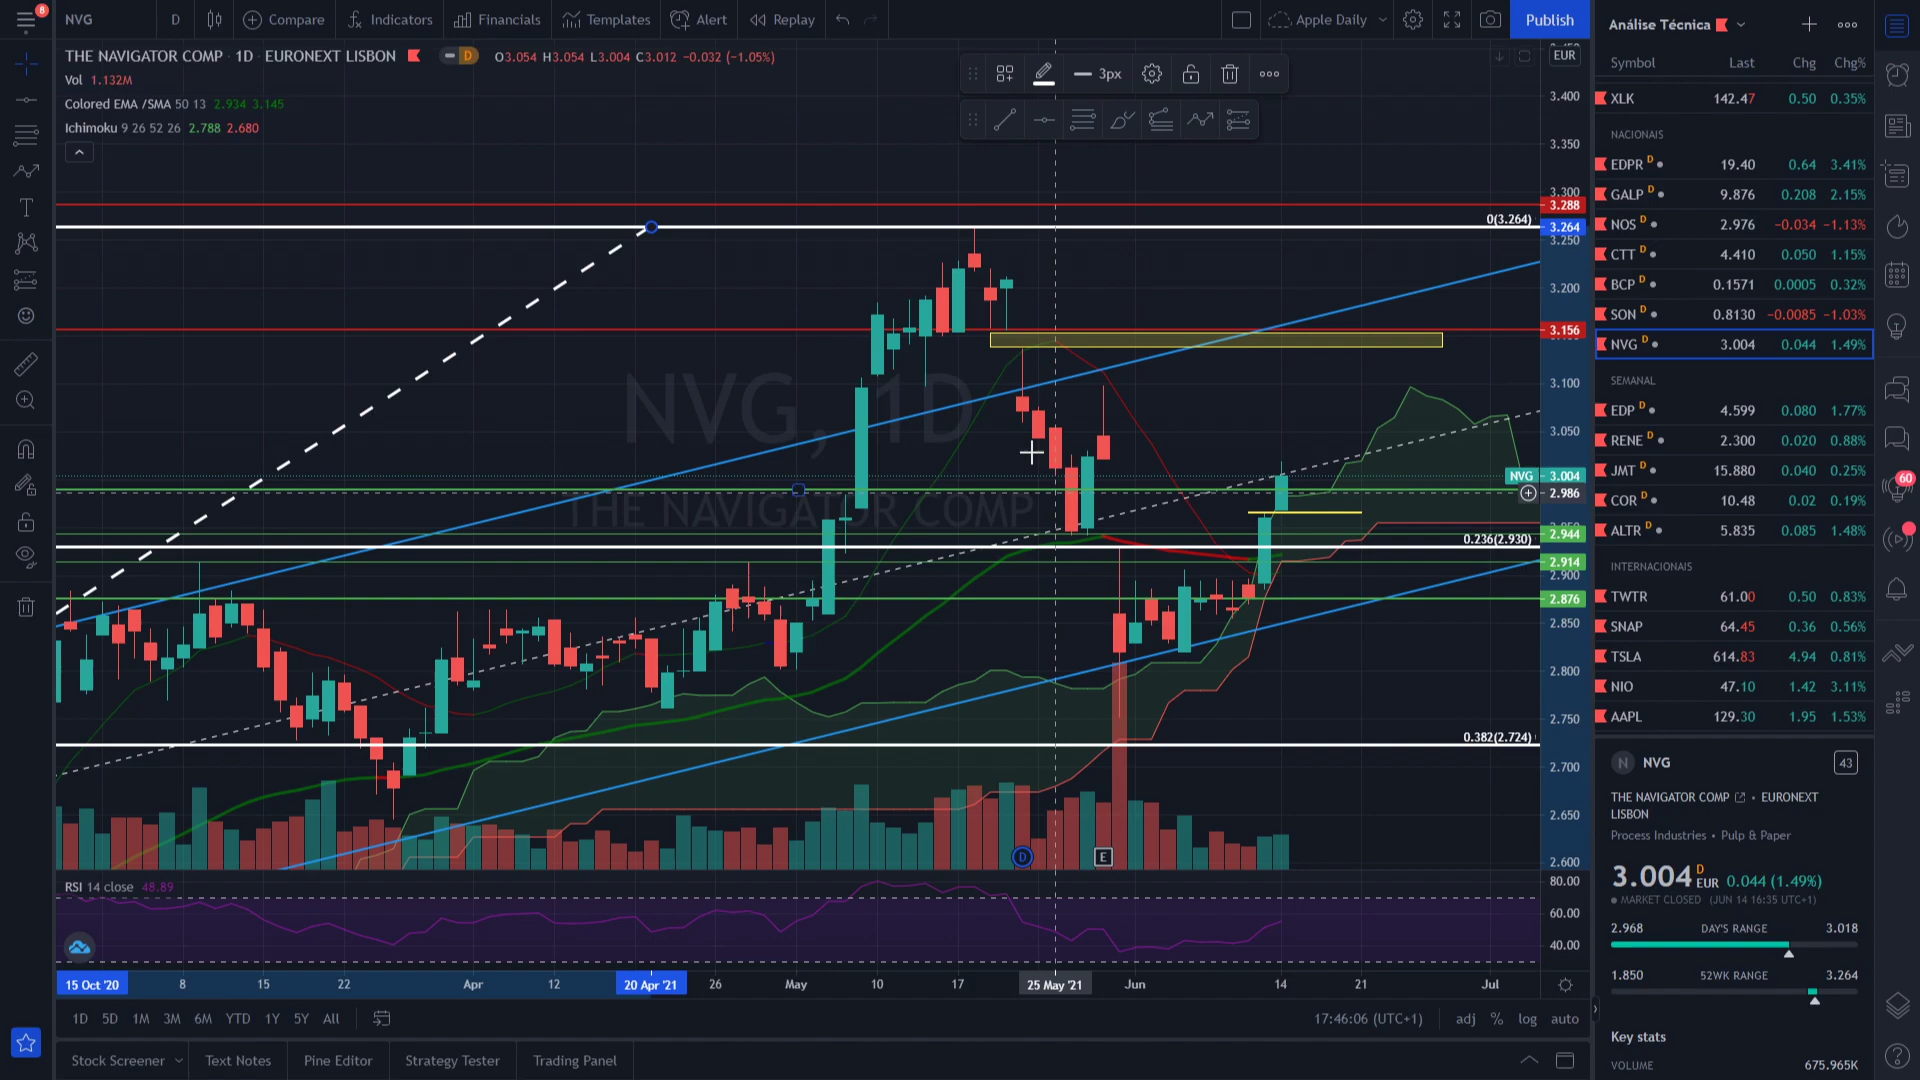 8
NVG
D
Compare
Indicators
Financials
Templates
Alert
Replay
Apple Daily
Publish
Análise Técnica
THE NAVIGATOR COMP · 1D · EURONEXT LISBON
D
O3.054 H3.054 L3.004 C3.012 −0.032 (−1.05%)
Vol 1.132M
Colored EMA /SMA 50 13 2.934 3.145
Ichimoku 9 26 52 26 2.788 2.680
3px
EUR
3.400
3.350
3.300
3.288
3.264
3.250
3.200
3.156
3.100
3.050
NVG 3.004
2.986
2.944
2.914
2.900
2.876
2.850
2.800
2.750
2.700
2.650
2.600
0(3.264)
0.236(2.930)
0.382(2.724)
NVG, 1D
THE NAVIGATOR COMP
D
E
RSI 14 close 48.89
80.00
60.00
40.00
15 Oct '20
8
15
22
Apr
12
20 Apr '21
26
May
10
17
25 May '21
Jun
14
21
Jul
1D 5D 1M 3M 6M YTD 1Y 5Y All
17:46:06 (UTC+1)
adj % log auto
Stock Screener
Text Notes
Pine Editor
Strategy Tester
Trading Panel
Symbol Last Chg Chg%
XLK 142.47 0.50 0.35%
NACIONAIS
EDPR D 19.40 0.64 3.41%
GALP D 9.876 0.208 2.15%
NOS D 2.976 −0.034 −1.13%
CTT D 4.410 0.050 1.15%
BCP D 0.1571 0.0005 0.32%
SON D 0.8130 −0.0085 −1.03%
NVG D 3.004 0.044 1.49%
SEMANAL
EDP D 4.599 0.080 1.77%
RENE D 2.300 0.020 0.88%
JMT D 15.880 0.040 0.25%
COR D 10.48 0.02 0.19%
ALTR D 5.835 0.085 1.48%
INTERNACIONAIS
TWTR 61.00 0.50 0.83%
SNAP 64.45 0.36 0.56%
TSLA 614.83 4.94 0.81%
NIO 47.10 1.42 3.11%
AAPL 129.30 1.95 1.53%
N NVG
43
THE NAVIGATOR COMP • EURONEXT
LISBON
Process Industries • Pulp & Paper
3.004 D EUR 0.044 (1.49%)
MARKET CLOSED (JUN 14 16:35 UTC+1)
2.968 DAY'S RANGE 3.018
1.850 52WK RANGE 3.264
Key stats
VOLUME 675.965K
60